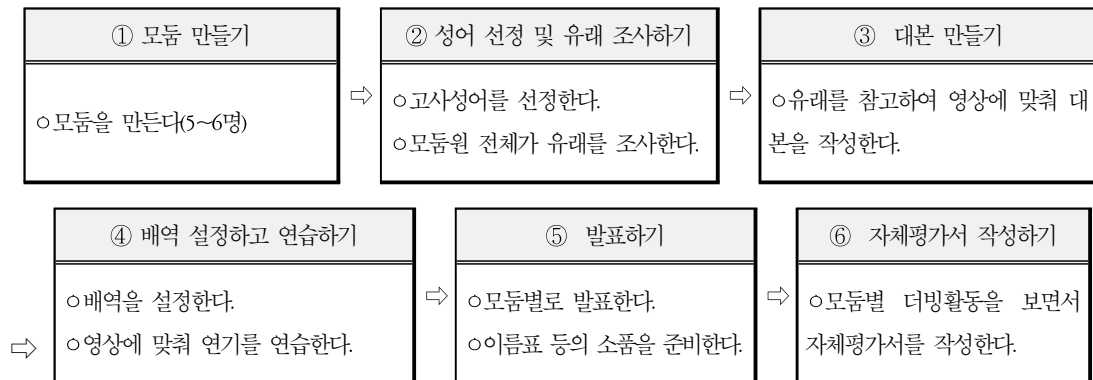 ① 모둠 만들기
○모둠을 만든다(5~6명)
⇨
② 성어 선정 및 유래 조사하기
○고사성어를 선정한다.
○모둠원 전체가 유래를 조사한다.
⇨
③ 대본 만들기
○유래를 참고하여 영상에 맞춰 대
본을 작성한다.
⇨
④ 배역 설정하고 연습하기
○배역을 설정한다.
○영상에 맞춰 연기를 연습한다.
⇨
⑤ 발표하기
○모둠별로 발표한다.
○이름표 등의 소품을 준비한다.
⇨
⑥ 자체평가서 작성하기
○모둠별 더빙활동을 보면서
자체평가서를 작성한다.